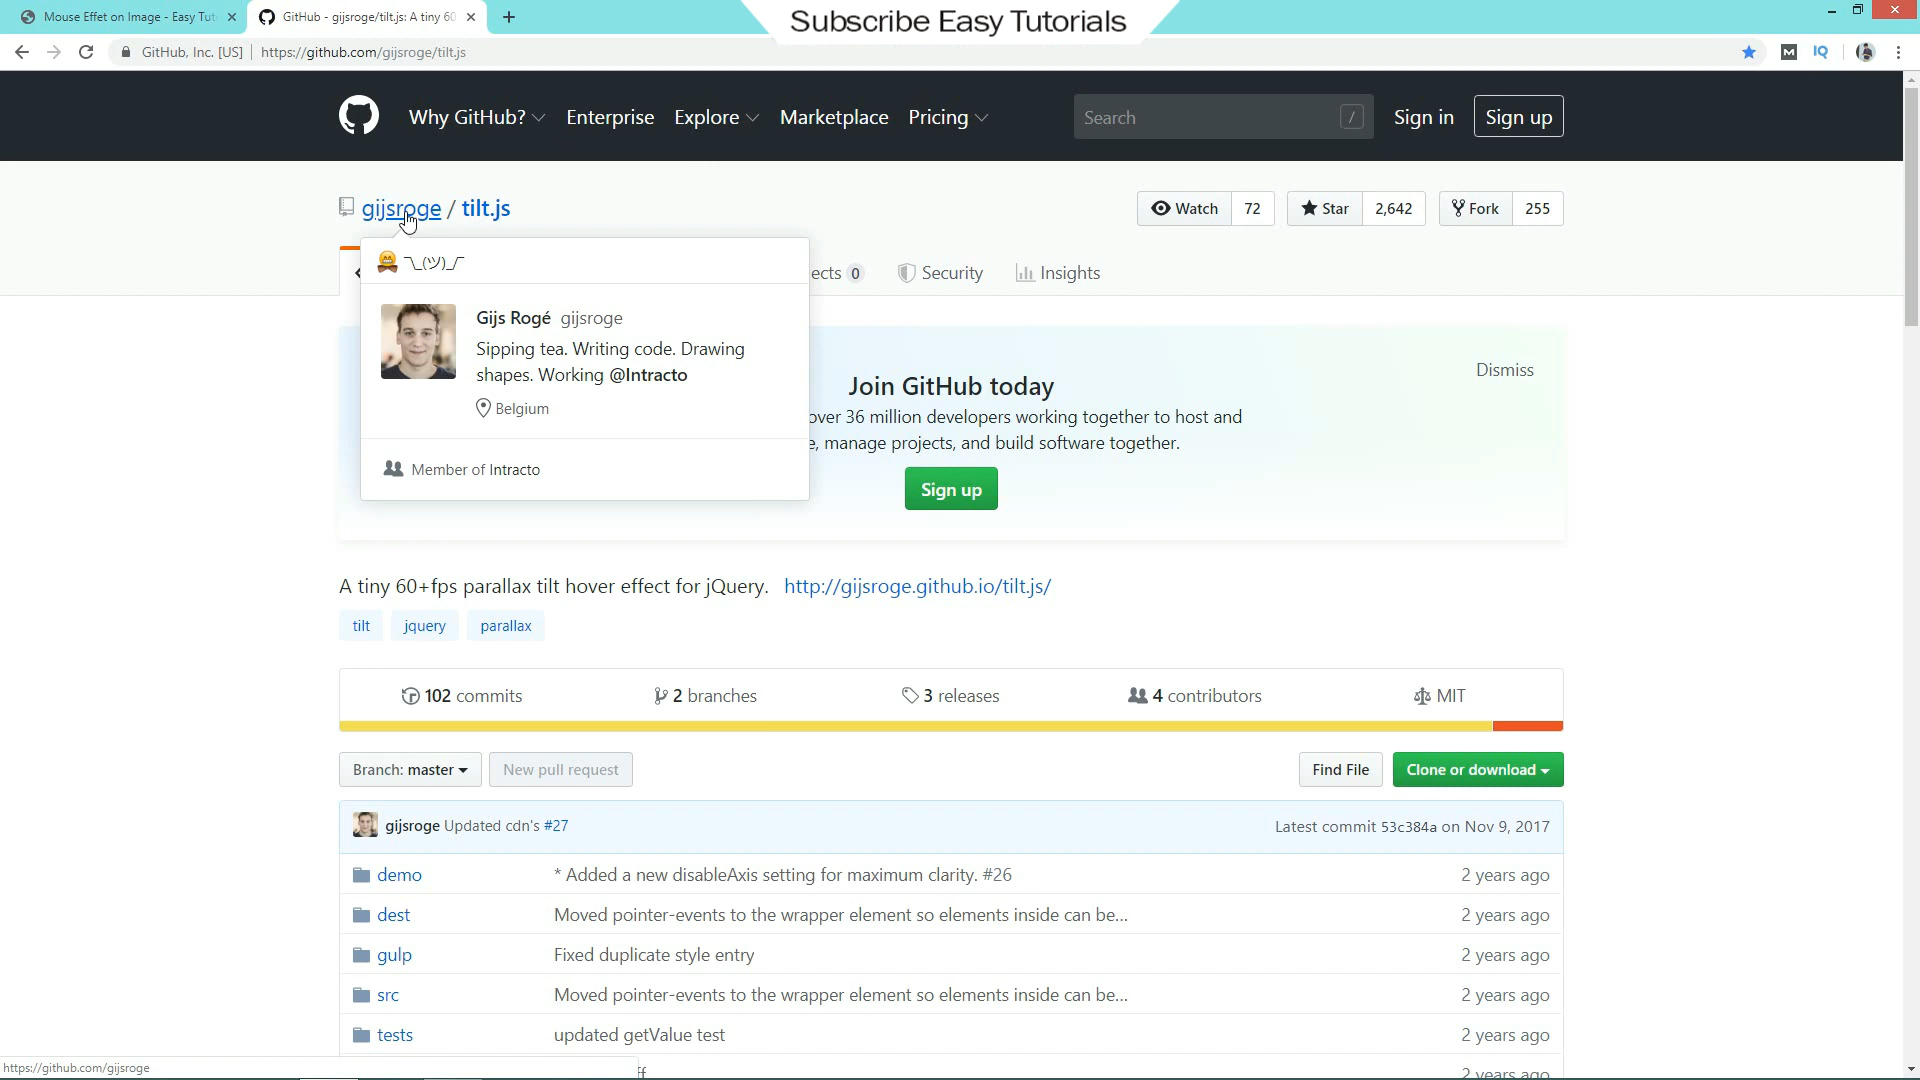 Mouse Effet on Image - Easy Tut
GitHub - gijsroge/tilt.js: A tiny 60
Subscribe Easy Tutorials
GitHub, Inc. [US]
https://github.com/gijsroge/tilt.js
M
IQ
Why GitHub?
Enterprise
Explore
Marketplace
Pricing
Search
/
Sign in
Sign up
gijsroge / tilt.js
Watch 72
Star 2,642
Fork 255
¯\_(ツ)_/¯
ects 0
Security
Insights
Gijs Rogé gijsroge
Sipping tea. Writing code. Drawing
shapes. Working @Intracto
Belgium
Member of Intracto
Dismiss
Join GitHub today
over 36 million developers working together to host and
e, manage projects, and build software together.
Sign up
A tiny 60+fps parallax tilt hover effect for jQuery. http://gijsroge.github.io/tilt.js/
tilt
jquery
parallax
102 commits
2 branches
3 releases
4 contributors
MIT
Branch: master
New pull request
Find File
Clone or download
gijsroge Updated cdn's #27
Latest commit 53c384a on Nov 9, 2017
demo
* Added a new disableAxis setting for maximum clarity. #26
2 years ago
dest
Moved pointer-events to the wrapper element so elements inside can be...
2 years ago
gulp
Fixed duplicate style entry
2 years ago
src
Moved pointer-events to the wrapper element so elements inside can be...
2 years ago
tests
updated getValue test
2 years ago
https://github.com/gijsroge
2 years ago